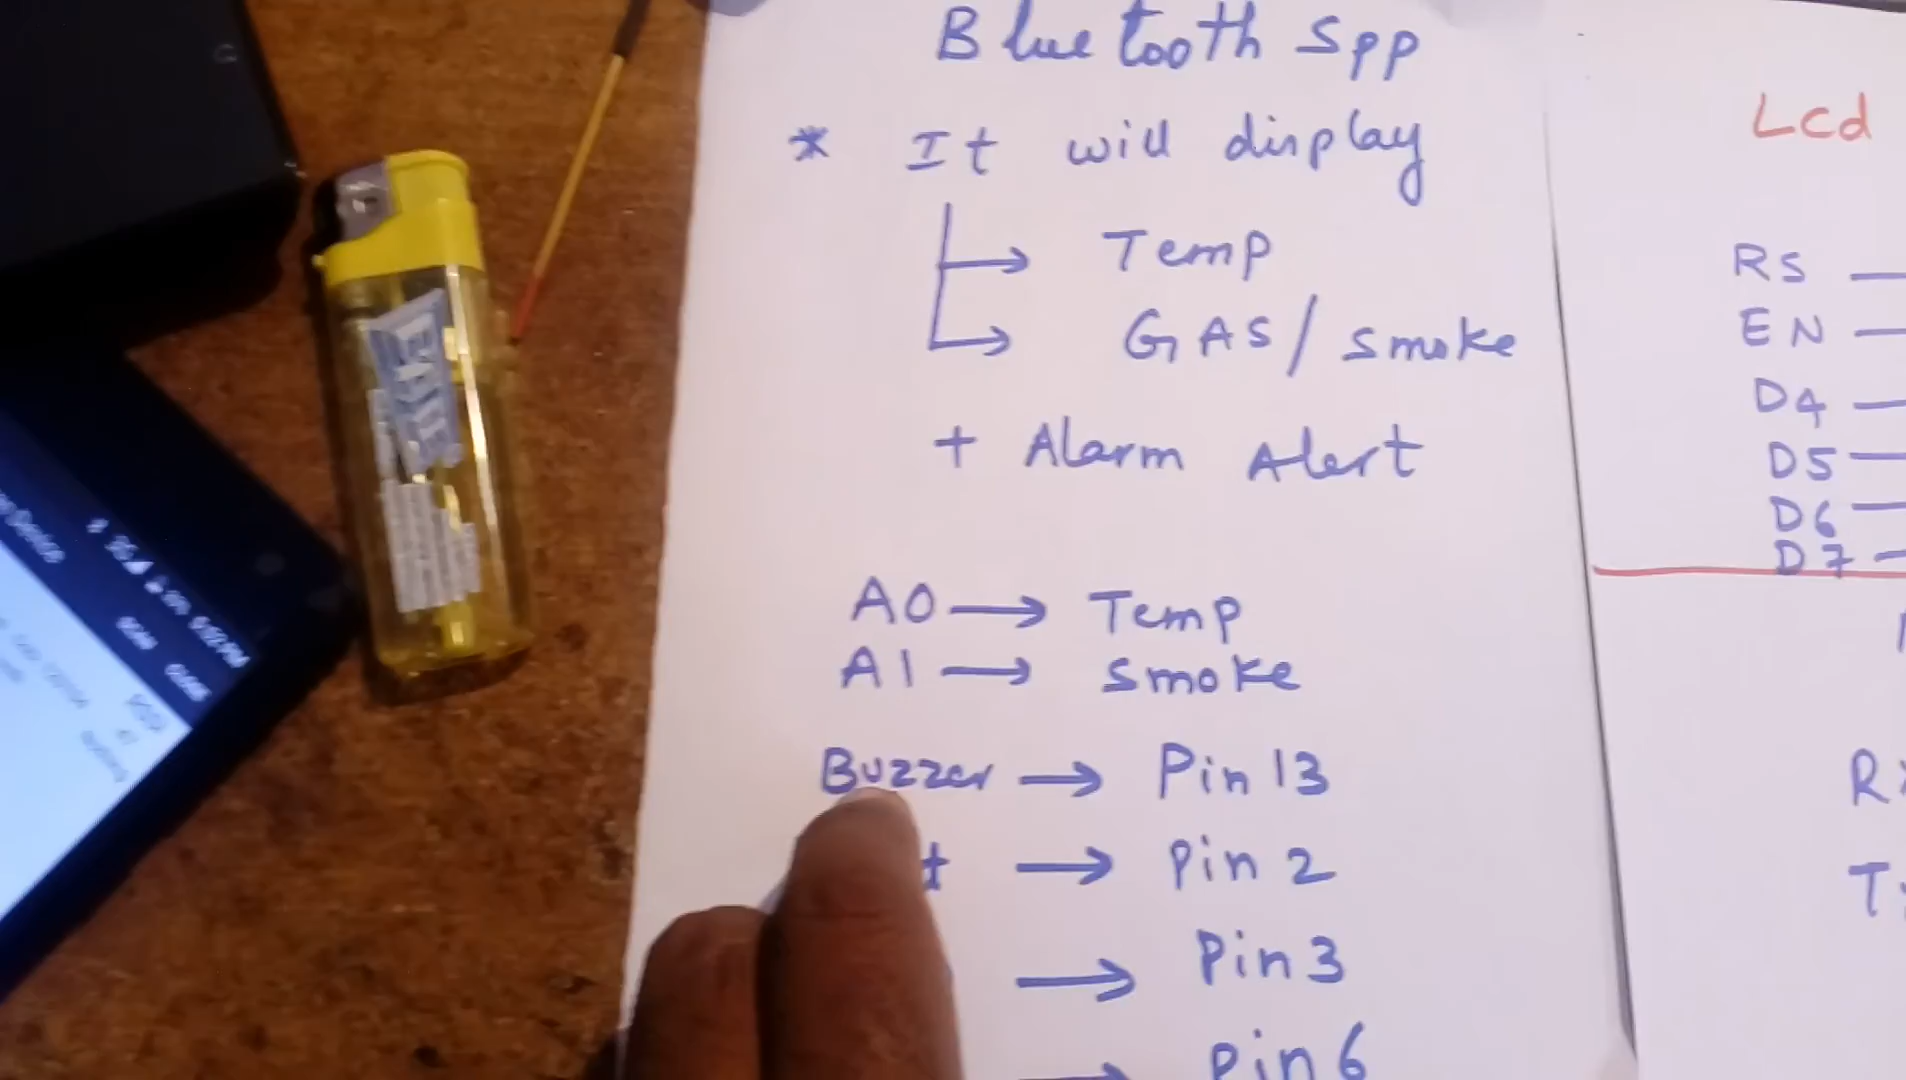 Bluetooth Spp
* It will display
Temp
GAS/smoke
+ Alarm Alert
A0 → Temp
A1 → smoke
Buzzer → Pin 13
→ Pin 2
→ Pin 3
→ Pin 6
Lcd
RS
EN
D4
D5
D6
D7